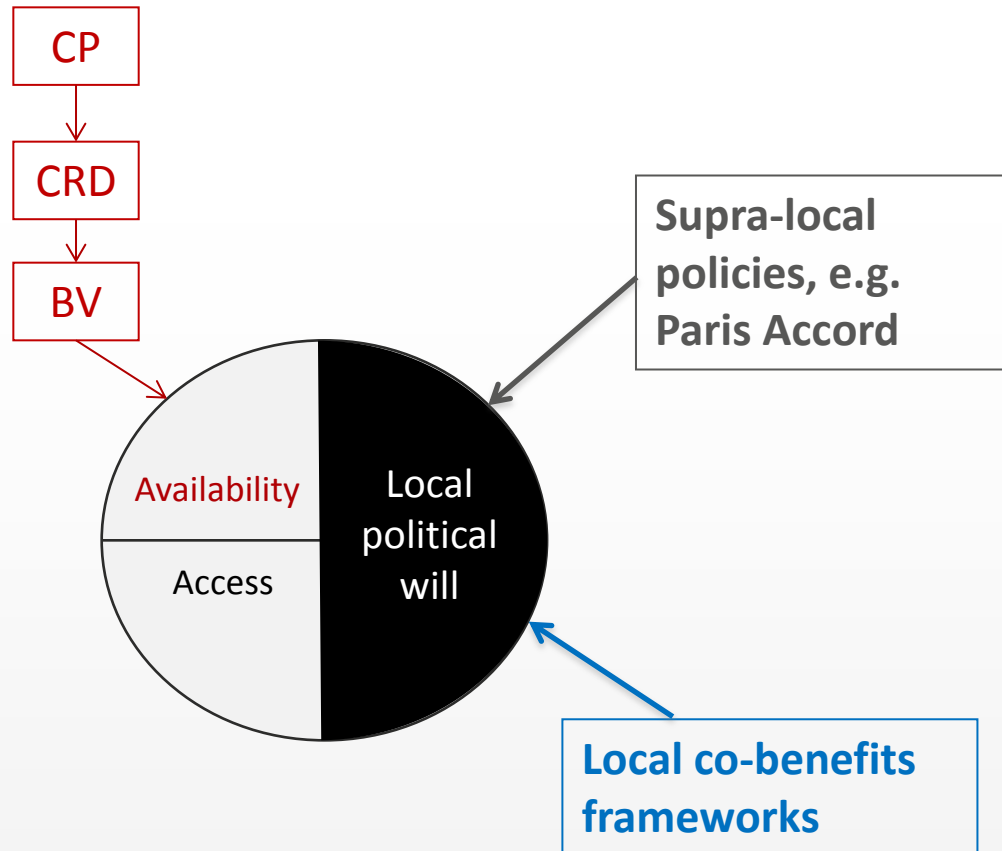 CP
CRD
BV
Supra-local
policies, e.g.
Paris Accord
Availability
Access
Local
political
will
Local co-benefits
frameworks